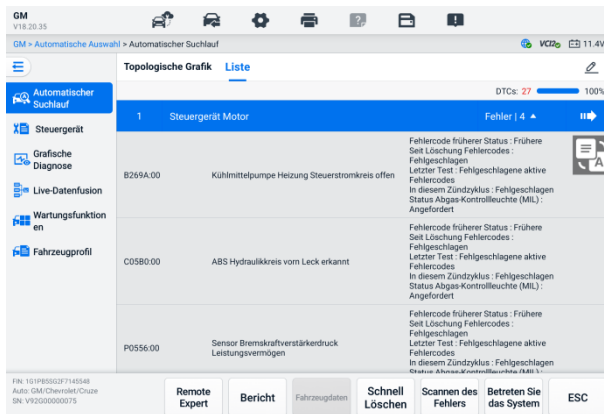 GM
V18.20.35
GM > Automatische Auswahl > Automatischer Suchlauf
VCI
11.4V
Topologische Grafik Liste
DTCs: 27 100%
Automatischer
Suchlauf
Steuergerät
Grafische
Diagnose
Live-Datenfusion
Wartungsfunktion
en
Fahrzeugprofil
1 Steuergerät Motor Fehler | 4
B269A:00 Kühlmittelpumpe Heizung Steuerstromkreis offen
Fehlercode früherer Status : Frühere
Seit Löschung Fehlercodes :
Fehlgeschlagen
Letzter Test : Fehlgeschlagene aktive
Fehlercodes
In diesem Zündzyklus : Fehlgeschlagen
Status Abgas-Kontrollleuchte (MIL) :
Angefordert
C05B0:00 ABS Hydraulikkreis vorn Leck erkannt
Fehlercode früherer Status : Frühere
Seit Löschung Fehlercodes :
Fehlgeschlagen
Letzter Test : Fehlgeschlagene aktive
Fehlercodes
In diesem Zündzyklus : Fehlgeschlagen
Status Abgas-Kontrollleuchte (MIL) :
Angefordert
P0556:00 Sensor Bremskraftverstärkerdruck
Leistungsvermögen
Fehlercode früherer Status : Frühere
Seit Löschung Fehlercodes :
Fehlgeschlagen
Letzter Test : Fehlgeschlagene aktive
Fehlercodes
In diesem Zündzyklus : Fehlgeschlagen
Status Abgas-Kontrollleuchte (MIL) :
FIN: 1G1PB5SG2F7145548
Auto: GM/Chevrolet/Cruze
SN: V92G00000075
Remote
Expert
Bericht
Fahrzeugdaten
Schnell
Löschen
Scannen des
Fehlers
Betreten Sie
das System
ESC